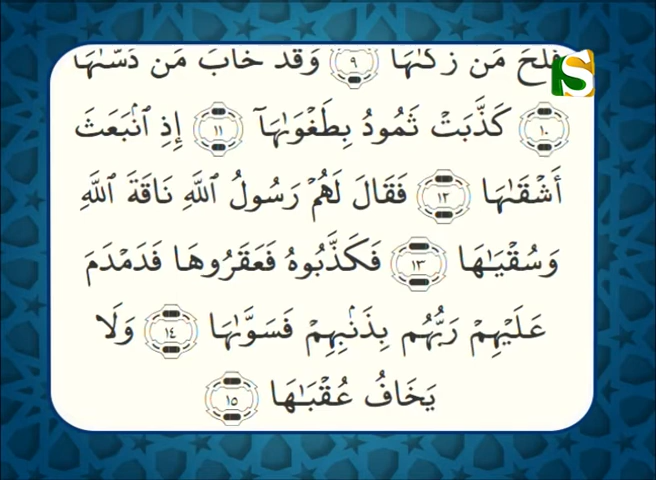 فْلَحَ مَن زَكَّىٰهَا ٩ وَقَدْ خَابَ مَن دَسَّىٰهَا
١٠ كَذَّبَتْ ثَمُودُ بِطَغْوَىٰهَآ ١١ إِذِ ٱنۢبَعَثَ
أَشْقَىٰهَا ١٢ فَقَالَ لَهُمْ رَسُولُ ٱللَّهِ نَاقَةَ ٱللَّهِ
وَسُقْيَـٰهَا ١٣ فَكَذَّبُوهُ فَعَقَرُوهَا فَدَمْدَمَ
عَلَيْهِمْ رَبُّهُم بِذَنۢبِهِمْ فَسَوَّىٰهَا ١٤ وَلَا
يَخَافُ عُقْبَـٰهَا ١٥
S